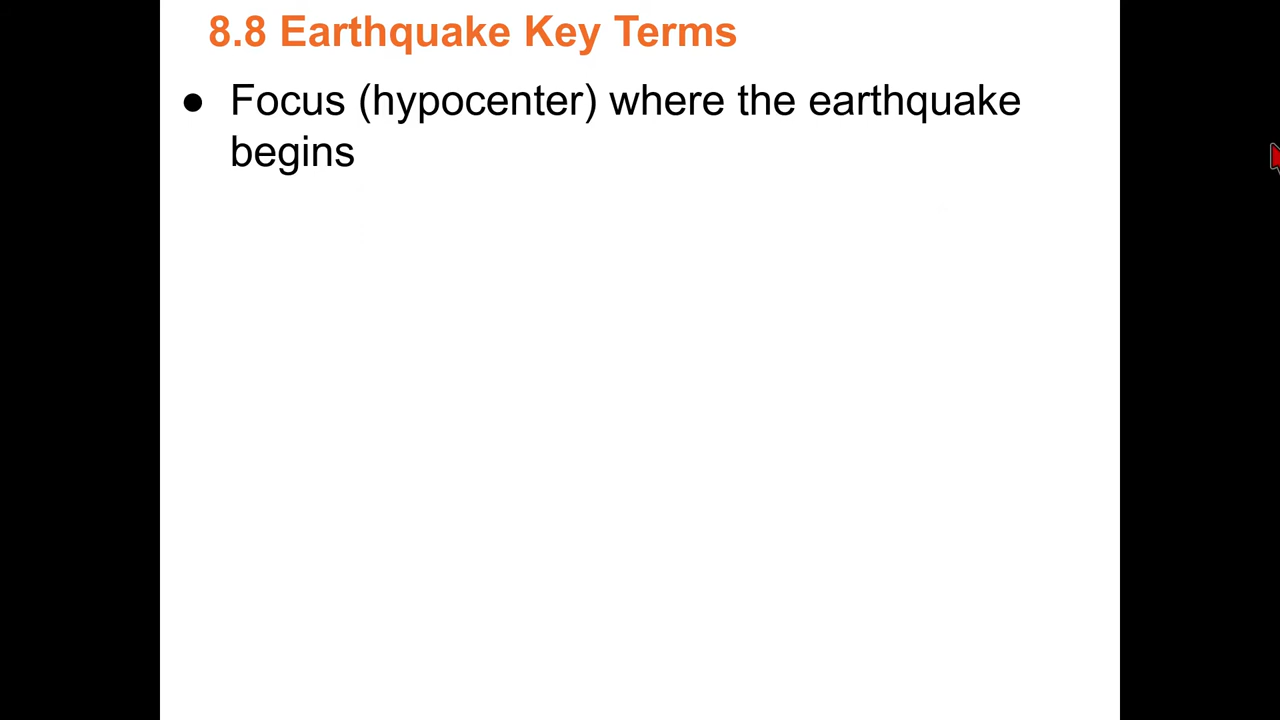 8.8 Earthquake Key Terms
● Focus (hypocenter) where the earthquake
begins